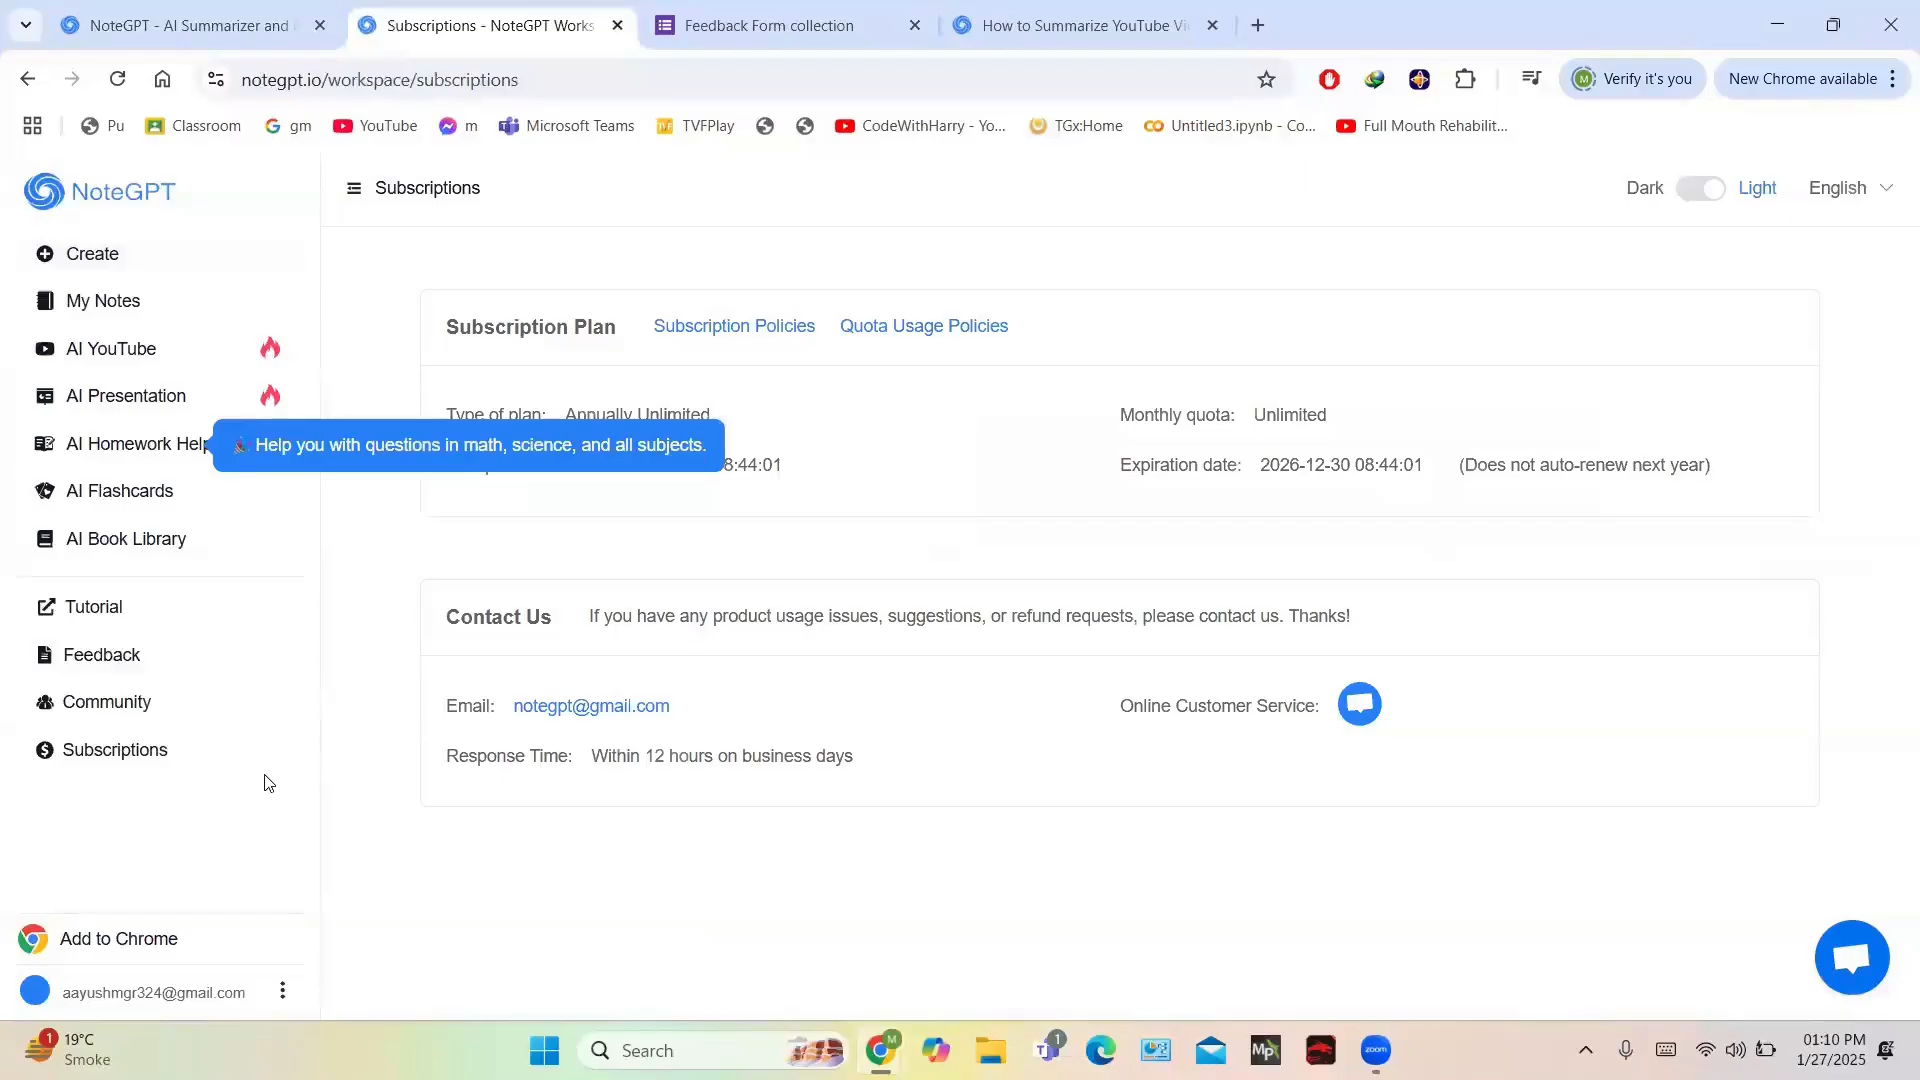 NoteGPT - AI Summarizer and
Subscriptions - NoteGPT Works
Feedback Form collection
How to Summarize YouTube Vi
notegpt.io/workspace/subscriptions
Verify it's you
New Chrome available
Pu
Classroom
gm
YouTube
m
Microsoft Teams
TVFPlay
CodeWithHarry - Yo...
TGx:Home
Untitled3.ipynb - Co...
Full Mouth Rehabilit...
NoteGPT
Subscriptions
Dark
Light
English
Create
My Notes
AI YouTube
AI Presentation
AI Homework Help
AI Flashcards
AI Book Library
Tutorial
Feedback
Community
Subscriptions
Add to Chrome
aayushmgr324@gmail.com
Subscription Plan
Subscription Policies
Quota Usage Policies
Type of plan: Annually Unlimited
Monthly quota: Unlimited
Help you with questions in math, science, and all subjects.
8:44:01
Expiration date: 2026-12-30 08:44:01 (Does not auto-renew next year)
Contact Us
If you have any product usage issues, suggestions, or refund requests, please contact us. Thanks!
Email: notegpt@gmail.com
Online Customer Service:
Response Time: Within 12 hours on business days
1
19°C
Smoke
Search
M
1
Mp
zoom
01:10 PM
1/27/2025